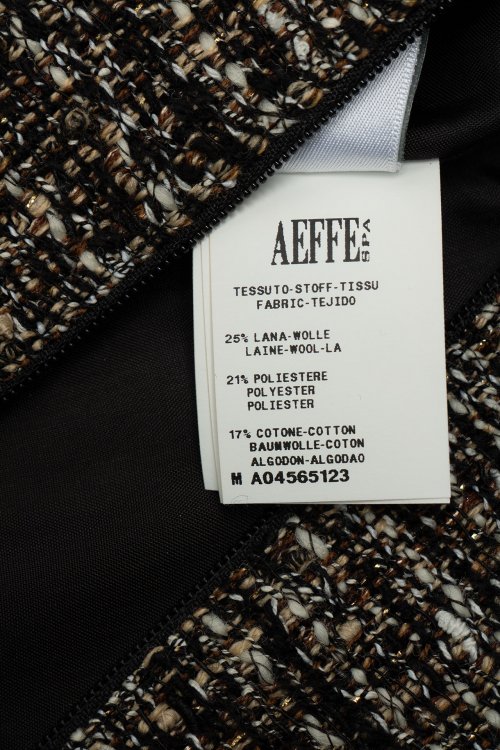 AEFFE SPA
TESSUTO-STOFF-TISSU
FABRIC-TEJIDO
25% LANA-WOLLE
LAINE-WOOL-LA
21% POLIESTERE
POLYESTER
POLIESTER
17% COTONE-COTTON
BAUMWOLLE-COTON
ALGODON-ALGODAO
M A04565123